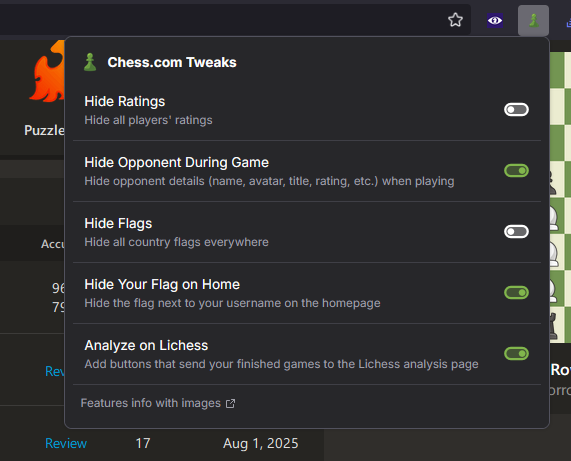 Chess.com Tweaks
Puzzle
Hide Ratings
Hide all players' ratings
Hide Opponent During Game
Hide opponent details (name, avatar, title, rating, etc.) when playing
Hide Flags
Hide all country flags everywhere
Accu
Hide Your Flag on Home
96
Hide the flag next to your username on the homepage
79
Analyze on Lichess
Add buttons that send your finished games to the Lichess analysis page
Rev
Ro
orro
Features info with images
Review 17 Aug 1, 2025